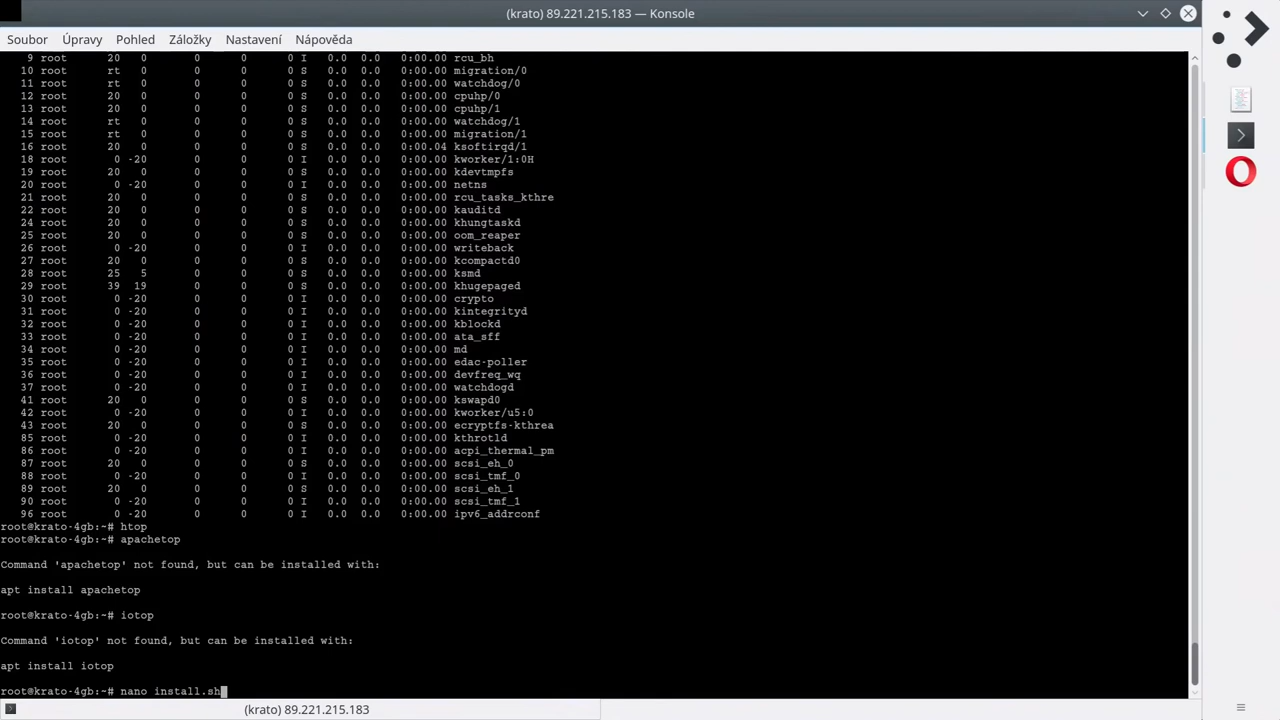 (krato) 89.221.215.183 — Konsole
Soubor Úpravy Pohled Záložky Nastavení Nápověda
9 root 20 0 0 0 0 I 0.0 0.0 0:00.00 rcu_bh
10 root rt 0 0 0 0 S 0.0 0.0 0:00.00 migration/0
11 root rt 0 0 0 0 S 0.0 0.0 0:00.00 watchdog/0
12 root 20 0 0 0 0 S 0.0 0.0 0:00.00 cpuhp/0
13 root 20 0 0 0 0 S 0.0 0.0 0:00.00 cpuhp/1
14 root rt 0 0 0 0 S 0.0 0.0 0:00.00 watchdog/1
15 root rt 0 0 0 0 S 0.0 0.0 0:00.00 migration/1
16 root 20 0 0 0 0 S 0.0 0.0 0:00.04 ksoftirqd/1
18 root 0 -20 0 0 0 I 0.0 0.0 0:00.00 kworker/1:0H
19 root 20 0 0 0 0 S 0.0 0.0 0:00.00 kdevtmpfs
20 root 0 -20 0 0 0 I 0.0 0.0 0:00.00 netns
21 root 20 0 0 0 0 S 0.0 0.0 0:00.00 rcu_tasks_kthre
22 root 20 0 0 0 0 S 0.0 0.0 0:00.00 kauditd
24 root 20 0 0 0 0 S 0.0 0.0 0:00.00 khungtaskd
25 root 20 0 0 0 0 S 0.0 0.0 0:00.00 oom_reaper
26 root 0 -20 0 0 0 I 0.0 0.0 0:00.00 writeback
27 root 20 0 0 0 0 S 0.0 0.0 0:00.00 kcompactd0
28 root 25 5 0 0 0 S 0.0 0.0 0:00.00 ksmd
29 root 39 19 0 0 0 S 0.0 0.0 0:00.00 khugepaged
30 root 0 -20 0 0 0 I 0.0 0.0 0:00.00 crypto
31 root 0 -20 0 0 0 I 0.0 0.0 0:00.00 kintegrityd
32 root 0 -20 0 0 0 I 0.0 0.0 0:00.00 kblockd
33 root 0 -20 0 0 0 I 0.0 0.0 0:00.00 ata_sff
34 root 0 -20 0 0 0 I 0.0 0.0 0:00.00 md
35 root 0 -20 0 0 0 I 0.0 0.0 0:00.00 edac-poller
36 root 0 -20 0 0 0 I 0.0 0.0 0:00.00 devfreq_wq
37 root 0 -20 0 0 0 I 0.0 0.0 0:00.00 watchdogd
41 root 20 0 0 0 0 S 0.0 0.0 0:00.00 kswapd0
42 root 0 -20 0 0 0 I 0.0 0.0 0:00.00 kworker/u5:0
43 root 20 0 0 0 0 S 0.0 0.0 0:00.00 ecryptfs-kthrea
85 root 0 -20 0 0 0 I 0.0 0.0 0:00.00 kthrotld
86 root 0 -20 0 0 0 I 0.0 0.0 0:00.00 acpi_thermal_pm
87 root 20 0 0 0 0 S 0.0 0.0 0:00.00 scsi_eh_0
88 root 0 -20 0 0 0 I 0.0 0.0 0:00.00 scsi_tmf_0
89 root 20 0 0 0 0 S 0.0 0.0 0:00.00 scsi_eh_1
90 root 0 -20 0 0 0 I 0.0 0.0 0:00.00 scsi_tmf_1
96 root 0 -20 0 0 0 I 0.0 0.0 0:00.00 ipv6_addrconf
root@krato-4gb:~# htop
root@krato-4gb:~# apachetop
Command 'apachetop' not found, but can be installed with:
apt install apachetop
root@krato-4gb:~# iotop
Command 'iotop' not found, but can be installed with:
apt install iotop
root@krato-4gb:~# nano install.sh
(krato) 89.221.215.183